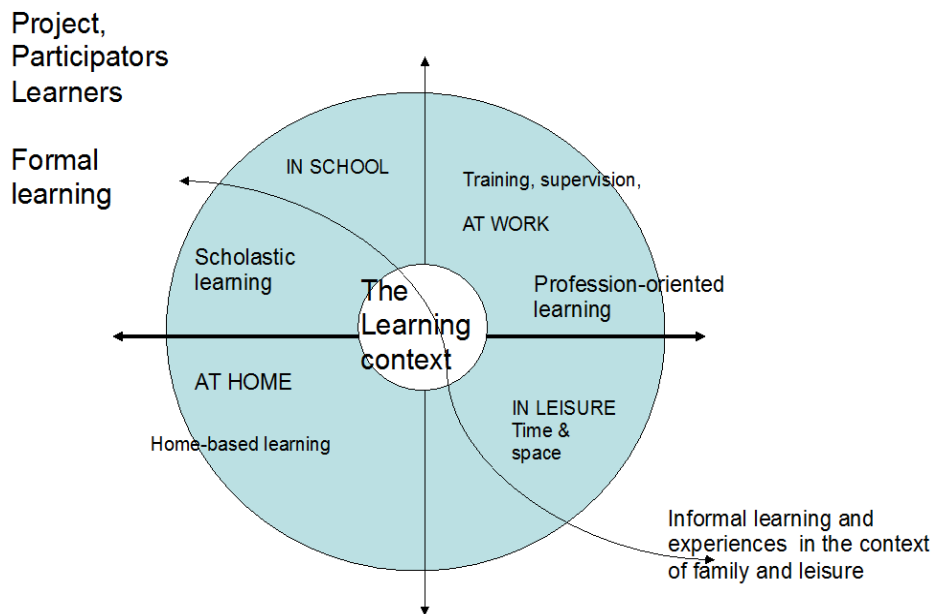 Project,
Participators
Learners
Formal
learning
IN SCHOOL
Training, supervision,
AT WORK
Scholastic
learning
The
Learning
context
Profession-oriented
learning
AT HOME
Home-based learning
IN LEISURE
Time &
space
Informal learning and
experiences in the context
of family and leisure